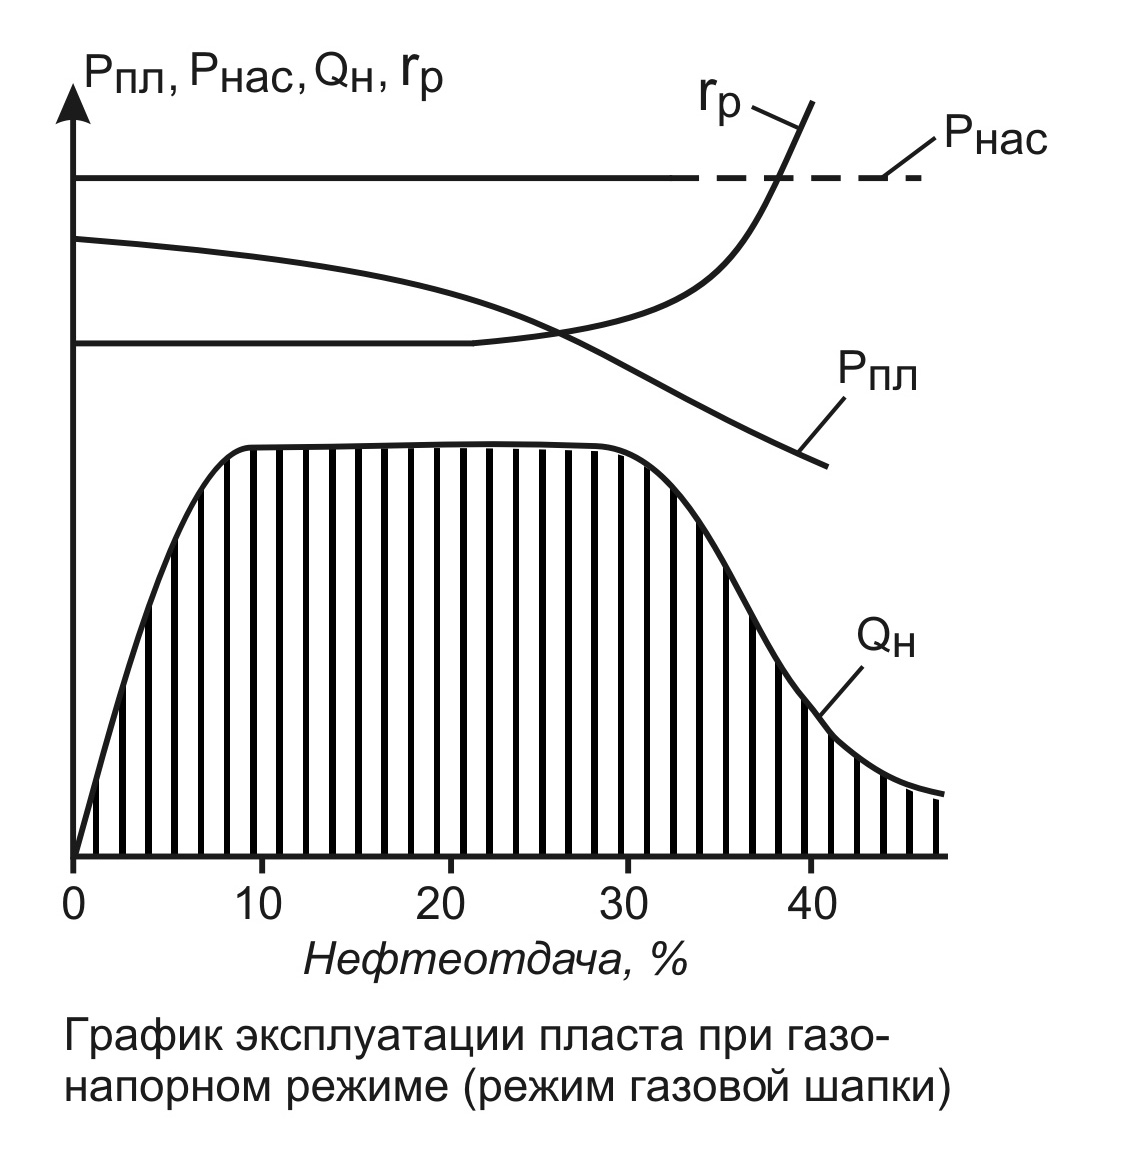 Pпл, Pнас, Qн, rр
rр
Pнас
Pпл
Qн
0 10 20 30 40
Нефтеотдача, %
График эксплуатации пласта при газо-
напорном режиме (режим газовой шапки)